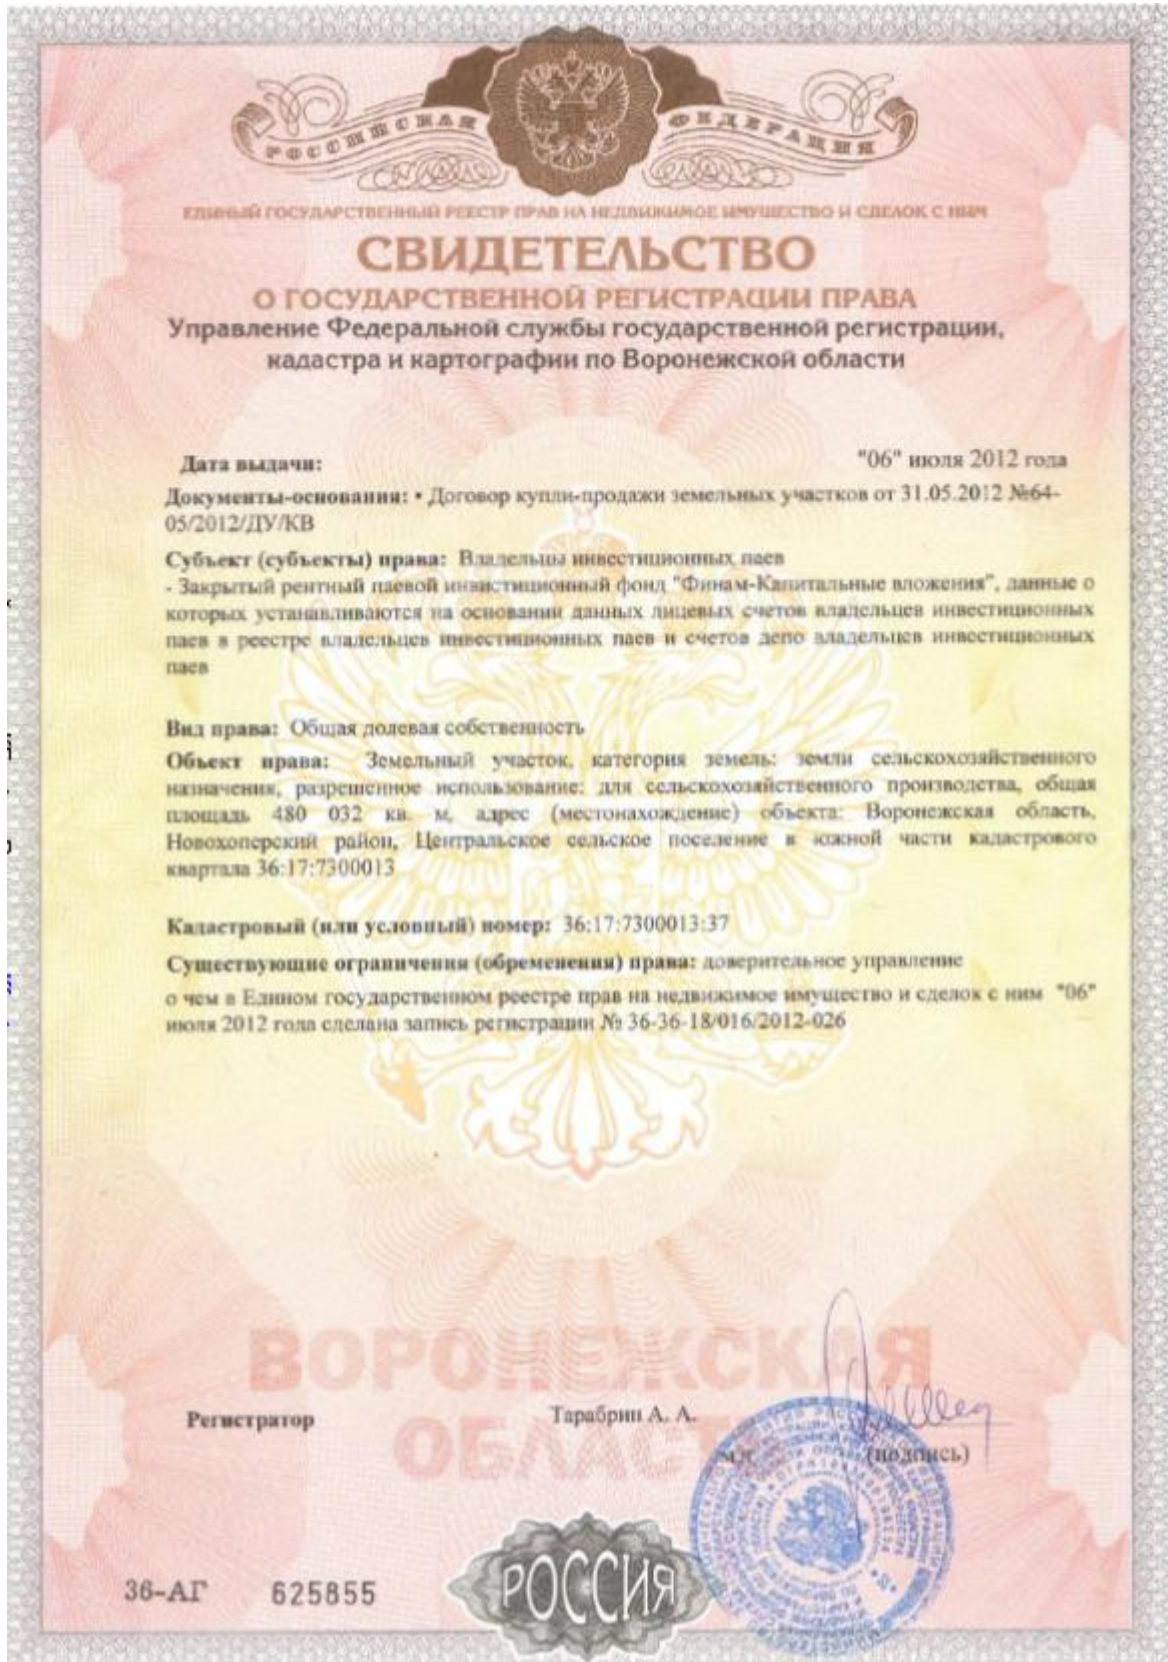 РОССИЙСКАЯ ФЕДЕРАЦИЯ
ЕДИНЫЙ ГОСУДАРСТВЕННЫЙ РЕЕСТР ПРАВ НА НЕДВИЖИМОЕ ИМУЩЕСТВО И СДЕЛОК С НИМ
СВИДЕТЕЛЬСТВО
О ГОСУДАРСТВЕННОЙ РЕГИСТРАЦИИ ПРАВА
Управление Федеральной службы государственной регистрации,
кадастра и картографии по Воронежской области
Дата выдачи: "06" июля 2012 года
Документы-основания: • Договор купли-продажи земельных участков от 31.05.2012 №64-
05/2012/ДУ/КВ
Субъект (субъекты) права: Владельцы инвестиционных паев
- Закрытый рентный паевой инвистиционный фонд "Финам-Капитальные вложения", данные о
которых устанавливаются на основании данных лицевых счетов владельцев инвестиционных
паев в реестре владельцев инвестиционных паев и счетов депо владельцев инвестиционных
паев
Вид права: Общая долевая собственность
Объект права: Земельный участок, категория земель: земли сельскохозяйственного
назначения, разрешенное использование: для сельскохозяйственного производства, общая
площадь 480 032 кв. м, адрес (местонахождение) объекта: Воронежская область,
Новохоперский район, Центральское сельское поселение в южной части кадастрового
квартала 36:17:7300013
Кадастровый (или условный) номер: 36:17:7300013:37
Существующие ограничения (обременения) права: доверительное управление
о чем в Едином государственном реестре прав на недвижимое имущество и сделок с ним "06"
июля 2012 года сделана запись регистрации № 36-36-18/016/2012-026
ВОРОНЕЖСКАЯ
ОБЛАСТЬ
Регистратор Тарабрин А. А.
м.п. (подпись)
36-АГ 625855
РОССИЯ